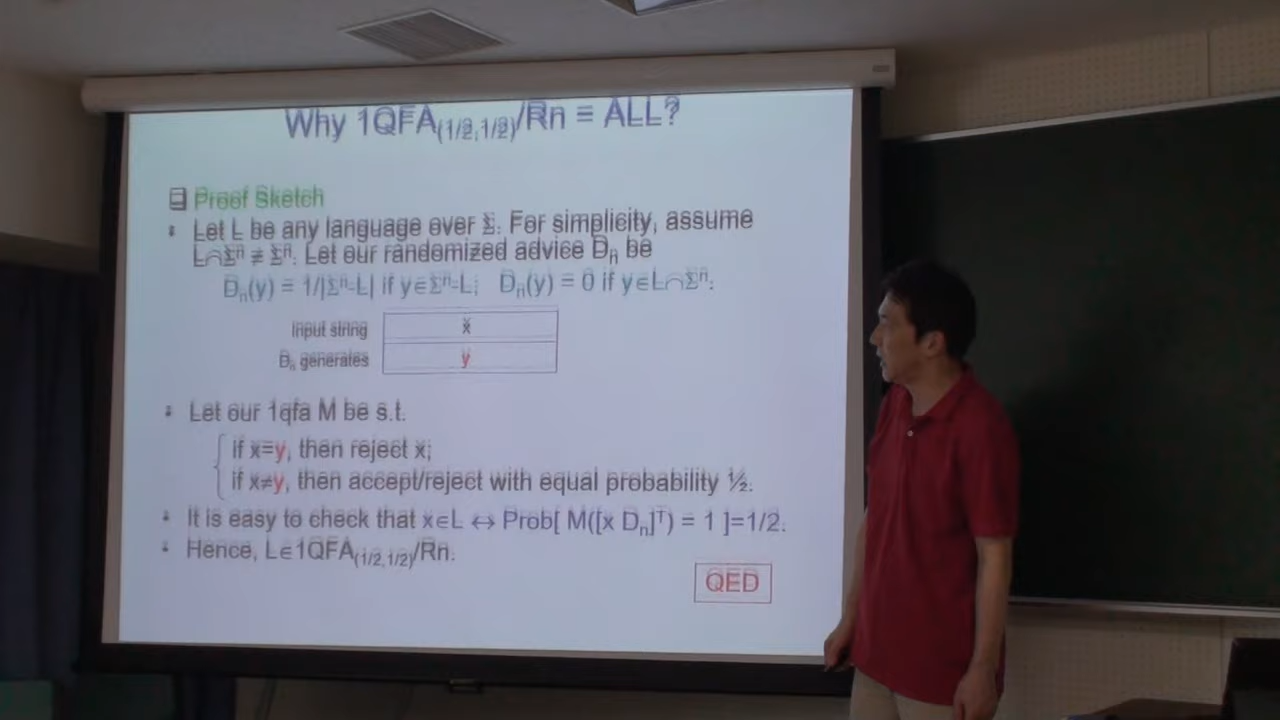 Why 1QFA(1/2,1/2)/Rn = ALL?
❑ Proof Sketch
• Let L be any language over Σ. For simplicity, assume
L∩Σⁿ ≠ Σⁿ. Let our randomized advice Dn be
Dn(y) = 1/|Σⁿ-L| if y∈Σⁿ-L; Dn(y) = 0 if y∈L∩Σⁿ.
Input string x
Dn generates y
• Let our 1qfa M be s.t.
if x=y, then reject x;
if x≠y, then accept/reject with equal probability ½.
• It is easy to check that x∈L ↔ Prob[ M([x Dn]ᵀ) = 1 ]=1/2.
• Hence, L∈1QFA(1/2,1/2)/Rn.
QED